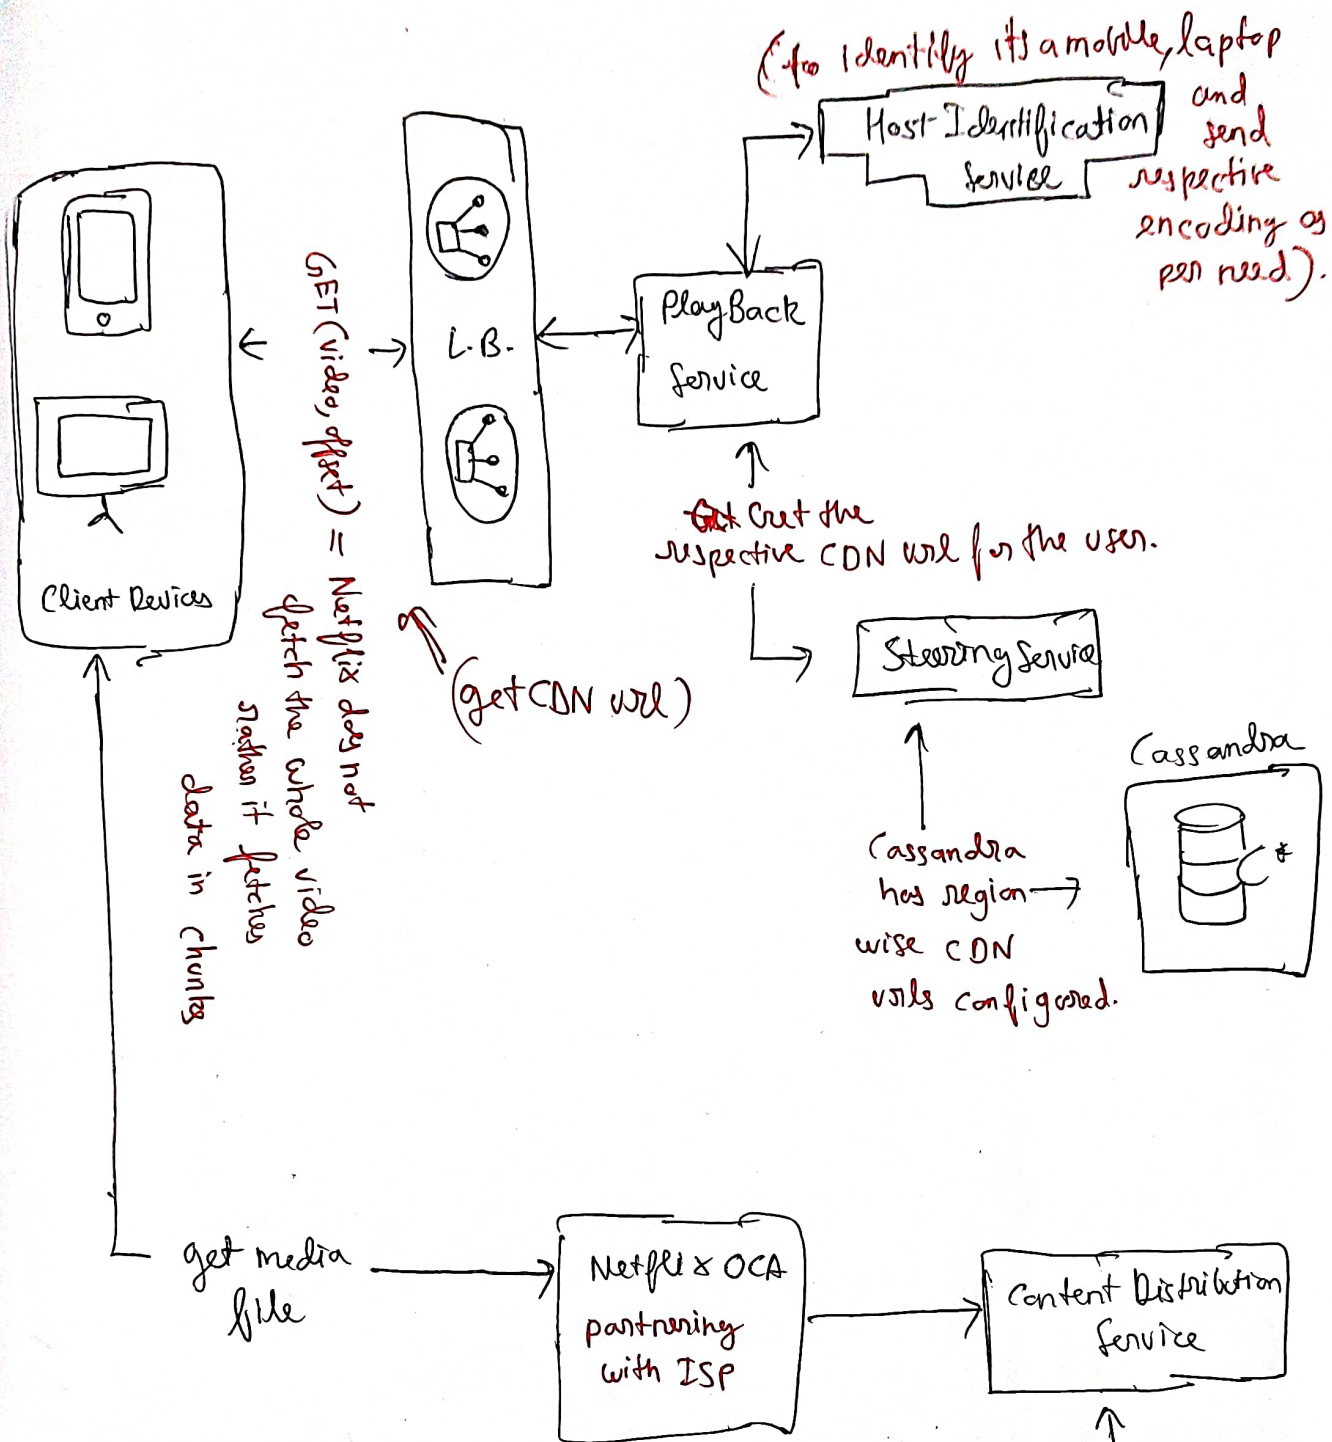 (to identify its a mobile, laptop
and
send
respective
encoding as
per need).
Host-Identification
Service
PlayBack
Service
L.B.
GET(video, offset) = Netflix does not
fetch the whole video
rather it fetches
data in chunks
Client Devices
Get the
respective CDN url for the user.
(get CDN url)
Steering Service
Cassandra
Cassandra
has region
wise CDN
urls configured.
get media
file
Netflix OCA
partnering
with ISP
Content Distribution
Service